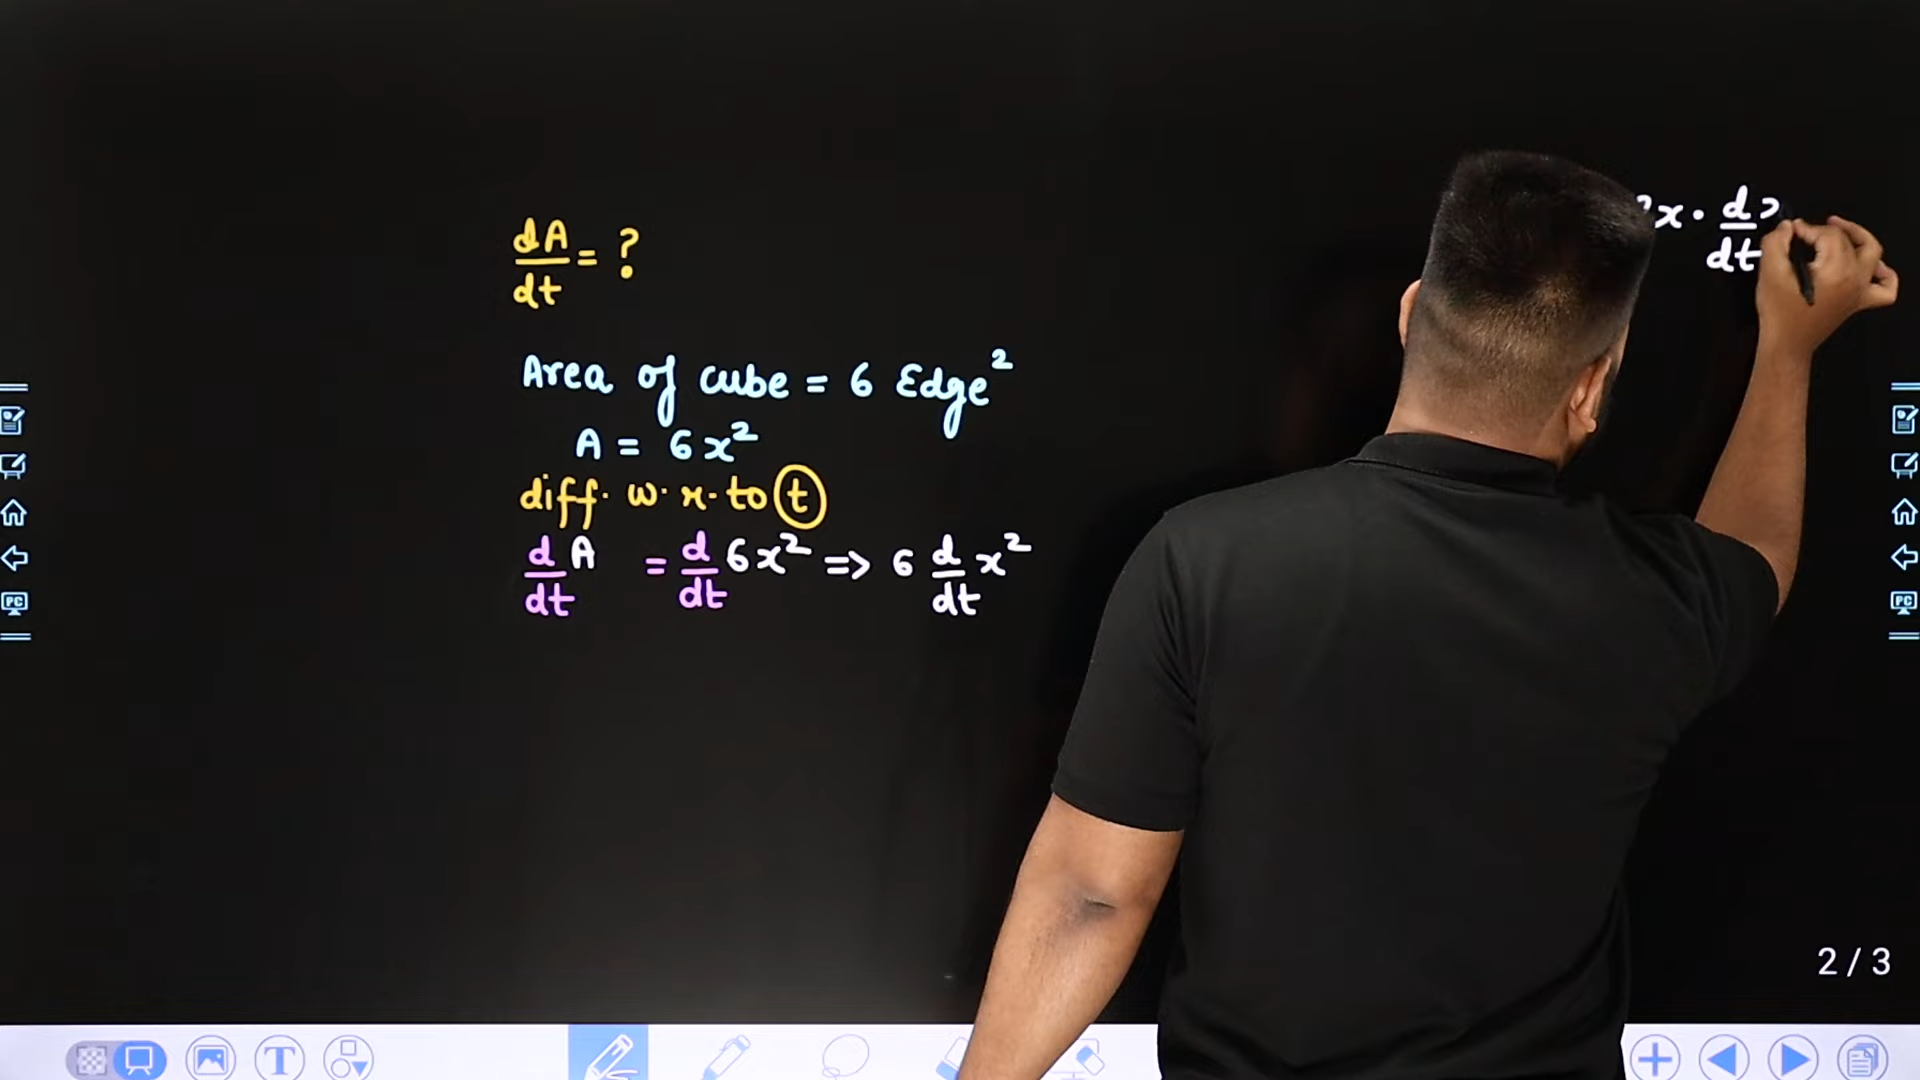 dA/dt = ?
Area of cube = 6 Edge²
A = 6x²
diff. w.r.to t
d/dt A = d/dt 6x² => 6 d/dt x²
x · d/dt
2 / 3